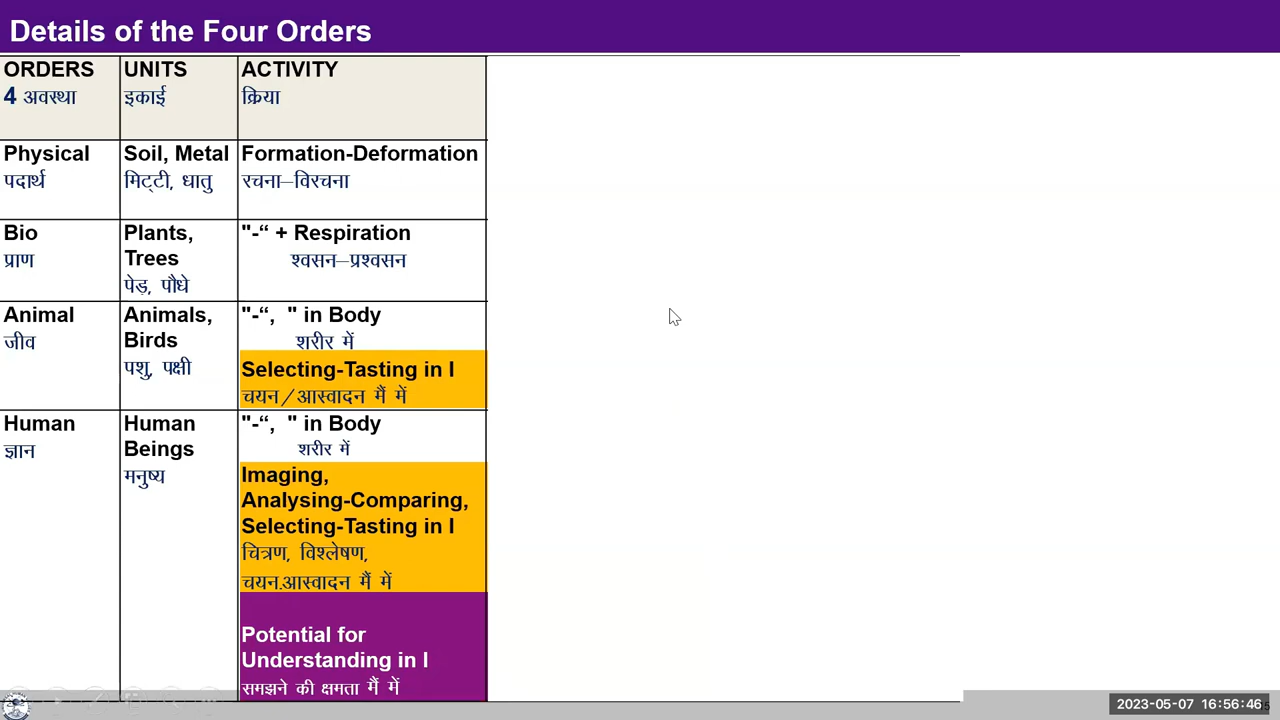 Details of the Four Orders
ORDERS
4 अवस्था
UNITS
इकाई
ACTIVITY
क्रिया
Physical
पदार्थ
Soil, Metal
मिट्टी, धातु
Formation-Deformation
रचना–विरचना
Bio
प्राण
Plants,
Trees
पेड़, पौधे
"-“ + Respiration
श्वसन–प्रश्वसन
Animal
जीव
Animals,
Birds
पशु, पक्षी
"-“, " in Body
शरीर में
Selecting-Tasting in I
चयन/आस्वादन मैं में
Human
ज्ञान
Human
Beings
मनुष्य
"-“, " in Body
शरीर में
Imaging,
Analysing-Comparing,
Selecting-Tasting in I
चित्रण, विश्लेषण,
चयन.आस्वादन मैं में
Potential for
Understanding in I
समझने की क्षमता मैं में
2023-05-07 16:56:46